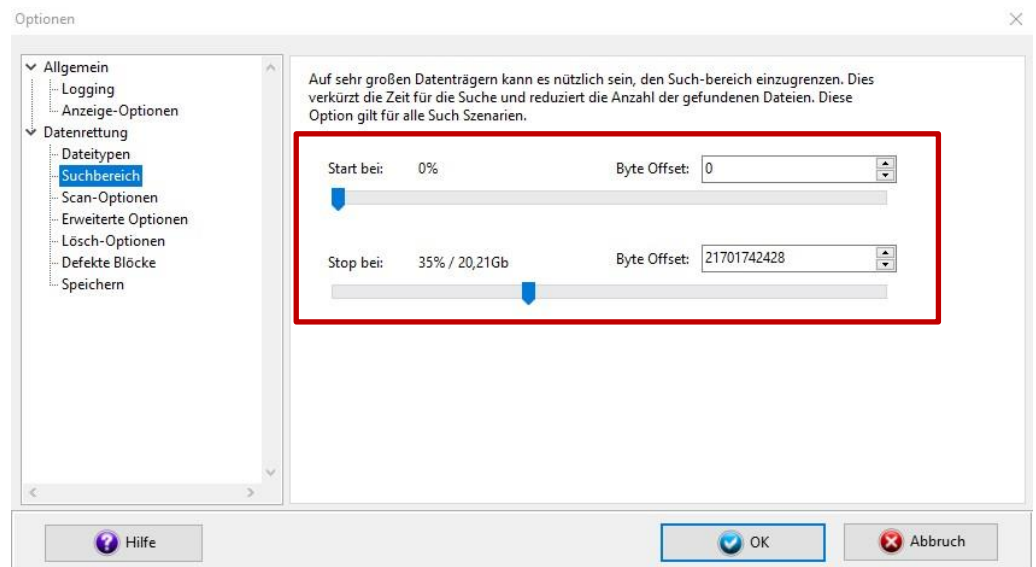 Optionen
Allgemein
Logging
Anzeige-Optionen
Datenrettung
Dateitypen
Suchbereich
Scan-Optionen
Erweiterte Optionen
Lösch-Optionen
Defekte Blöcke
Speichern
Auf sehr großen Datenträgern kann es nützlich sein, den Such-bereich einzugrenzen. Dies
verkürzt die Zeit für die Suche und reduziert die Anzahl der gefundenen Dateien. Diese
Option gilt für alle Such Szenarien.
Start bei: 0% Byte Offset: 0
Stop bei: 35% / 20,21Gb Byte Offset: 21701742428
Hilfe OK Abbruch